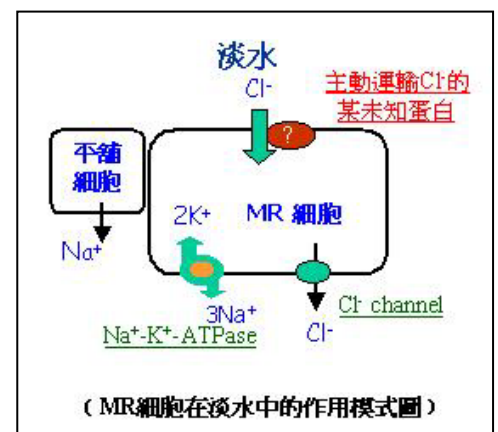 淡水
Cl-
主動運輸Cl-的
某未知蛋白
?
平舖
細胞
2K+
MR 細胞
Na+
3Na+
Cl- channel
Na+-K+-ATPase
Cl-
( MR細胞在淡水中的作用模式圖 )